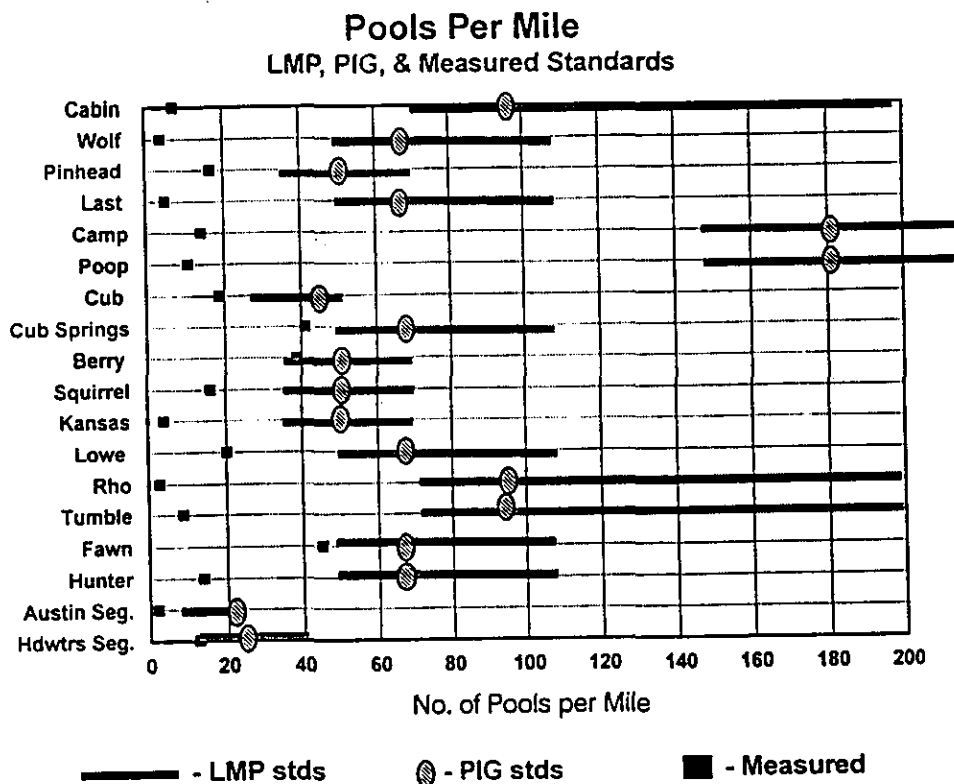 Pools Per Mile
LMP, PIG, & Measured Standards
Cabin
Wolf
Pinhead
Last
Camp
Poop
Cub
Cub Springs
Berry
Squirrel
Kansas
Lowe
Rho
Tumble
Fawn
Hunter
Austin Seg.
Hdwtrs Seg.
0 20 40 60 80 100 120 140 160 180 200
No. of Pools per Mile
- LMP stds - PIG stds - Measured